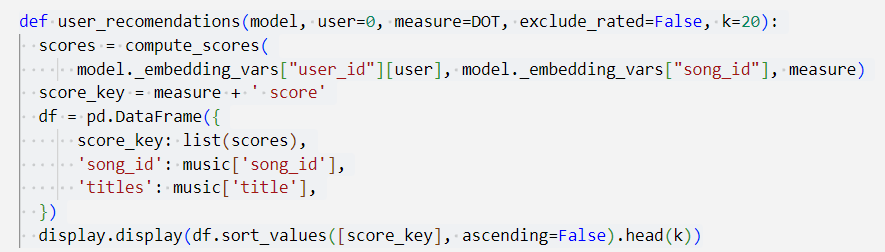 def user_recomendations(model, user=0, measure=DOT, exclude_rated=False, k=20):
  scores = compute_scores(
      model._embedding_vars["user_id"][user], model._embedding_vars["song_id"], measure)
  score_key = measure + ' score'
  df = pd.DataFrame({
      score_key: list(scores),
      'song_id': music['song_id'],
      'titles': music['title'],
  })
  display.display(df.sort_values([score_key], ascending=False).head(k))